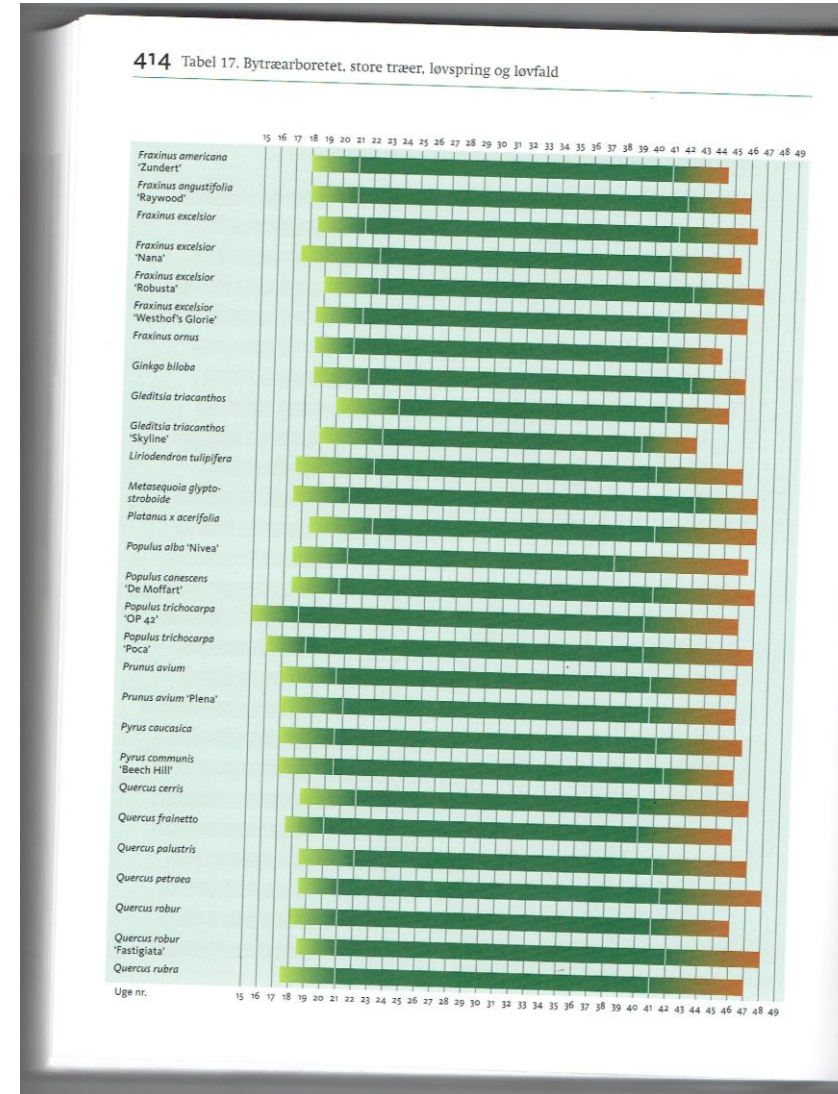 414 Tabel 17. Bytræarboretet, store træer, løvspring og løvfald
15 16 17 18 19 20 21 22 23 24 25 26 27 28 29 30 31 32 33 34 35 36 37 38 39 40 41 42 43 44 45 46 47 48 49
Fraxinus americana
'Zundert'
Fraxinus angustifolia
'Raywood'
Fraxinus excelsior
Fraxinus excelsior
'Nana'
Fraxinus excelsior
'Robusta'
Fraxinus excelsior
'Westhof's Glorie'
Fraxinus ornus
Ginkgo biloba
Gleditsia triacanthos
Gleditsia triacanthos
'Skyline'
Liriodendron tulipifera
Metasequoia glypto-
stroboide
Platanus x acerifolia
Populus alba 'Nivea'
Populus canescens
'De Moffart'
Populus trichocarpa
'OP 42'
Populus trichocarpa
'Poca'
Prunus avium
Prunus avium 'Plena'
Pyrus caucasica
Pyrus communis
'Beech Hill'
Quercus cerris
Quercus frainetto
Quercus palustris
Quercus petraea
Quercus robur
Quercus robur
'Fastigiata'
Quercus rubra
Uge nr. 15 16 17 18 19 20 21 22 23 24 25 26 27 28 29 30 31 32 33 34 35 36 37 38 39 40 41 42 43 44 45 46 47 48 49